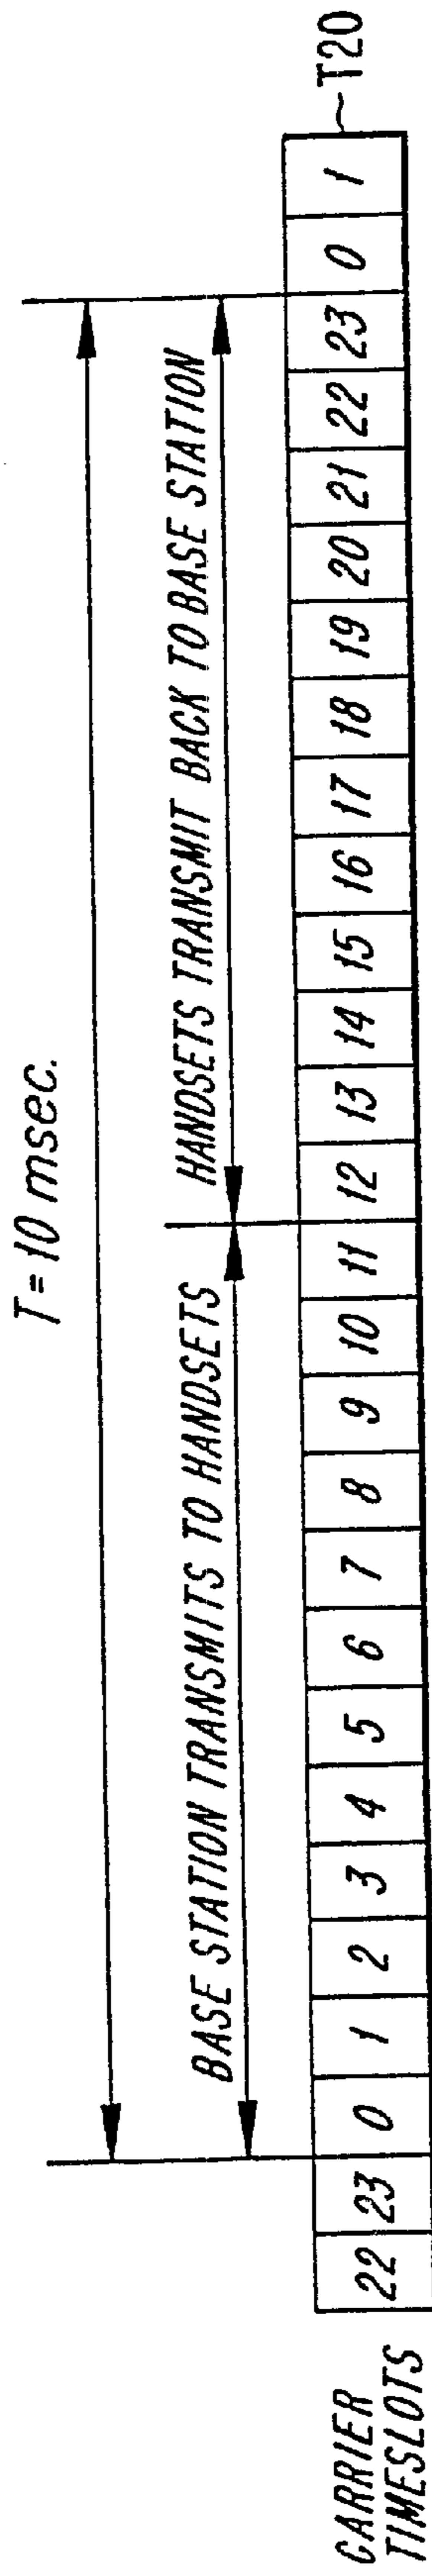 T = 10 msec.
BASE STATION TRANSMITS TO HANDSETS
HANDSETS TRANSMIT BACK TO BASE STATION
CARRIER
TIMESLOTS
22 23 0 1 2 3 4 5 6 7 8 9 10 11 12 13 14 15 16 17 18 19 20 21 22 23 0 1
T20